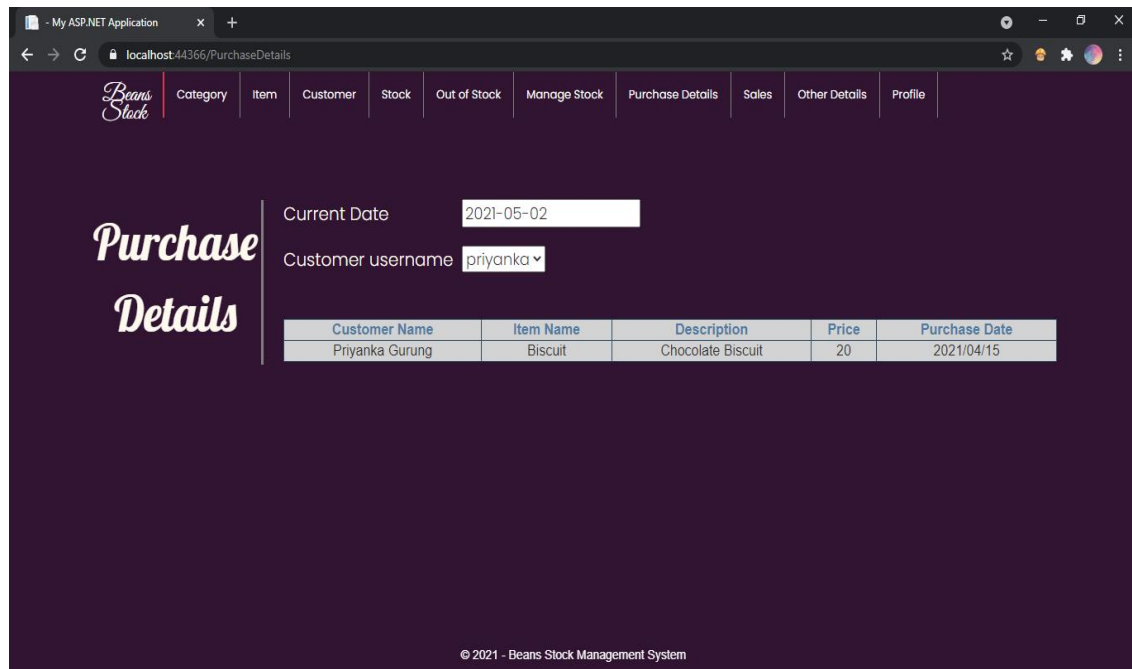 - My ASP.NET Application
localhost:44366/PurchaseDetails
Beans Stock
Category Item Customer Stock Out of Stock Manage Stock Purchase Details Sales Other Details Profile
Purchase
Details
Current Date 2021-05-02
Customer username priyanka
Customer Name Item Name Description Price Purchase Date
Priyanka Gurung Biscuit Chocolate Biscuit 20 2021/04/15
© 2021 - Beans Stock Management System